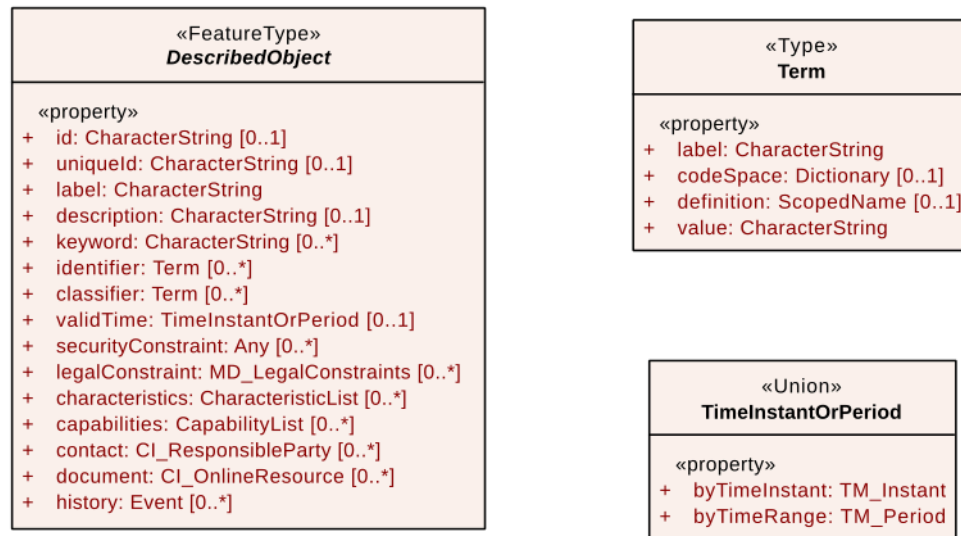 «FeatureType»
DescribedObject
«property»
+ id: CharacterString [0..1]
+ uniqueId: CharacterString [0..1]
+ label: CharacterString
+ description: CharacterString [0..1]
+ keyword: CharacterString [0..*]
+ identifier: Term [0..*]
+ classifier: Term [0..*]
+ validTime: TimeInstantOrPeriod [0..1]
+ securityConstraint: Any [0..*]
+ legalConstraint: MD_LegalConstraints [0..*]
+ characteristics: CharacteristicList [0..*]
+ capabilities: CapabilityList [0..*]
+ contact: CI_ResponsibleParty [0..*]
+ document: CI_OnlineResource [0..*]
+ history: Event [0..*]
«Type»
Term
«property»
+ label: CharacterString
+ codeSpace: Dictionary [0..1]
+ definition: ScopedName [0..1]
+ value: CharacterString
«Union»
TimeInstantOrPeriod
«property»
+ byTimeInstant: TM_Instant
+ byTimeRange: TM_Period